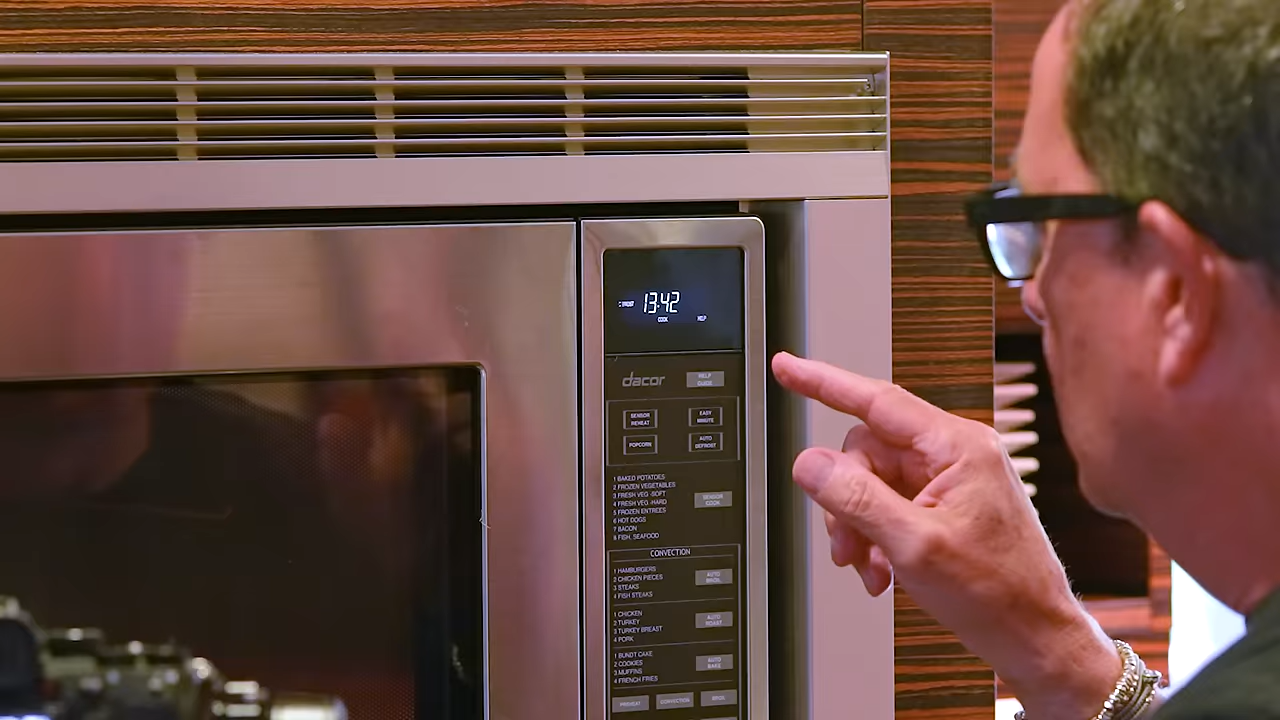 13:42
COOK
HELP
dacor
HELP
GUIDE
SENSOR
REHEAT
EASY
MINUTE
POPCORN
AUTO
DEFROST
1 BAKED POTATOES
2 FROZEN VEGETABLES
3 FRESH VEG -SOFT
4 FRESH VEG -HARD
5 FROZEN ENTREES
6 HOT DOGS
7 BACON
8 FISH, SEAFOOD
SENSOR
COOK
CONVECTION
1 HAMBURGERS
2 CHICKEN PIECES
3 STEAKS
4 FISH STEAKS
AUTO
BROIL
1 CHICKEN
2 TURKEY
3 TURKEY BREAST
4 PORK
AUTO
ROAST
1 BUNDT CAKE
2 COOKIES
3 MUFFINS
4 FRENCH FRIES
AUTO
BAKE
PREHEAT
CONVECTION
BROIL